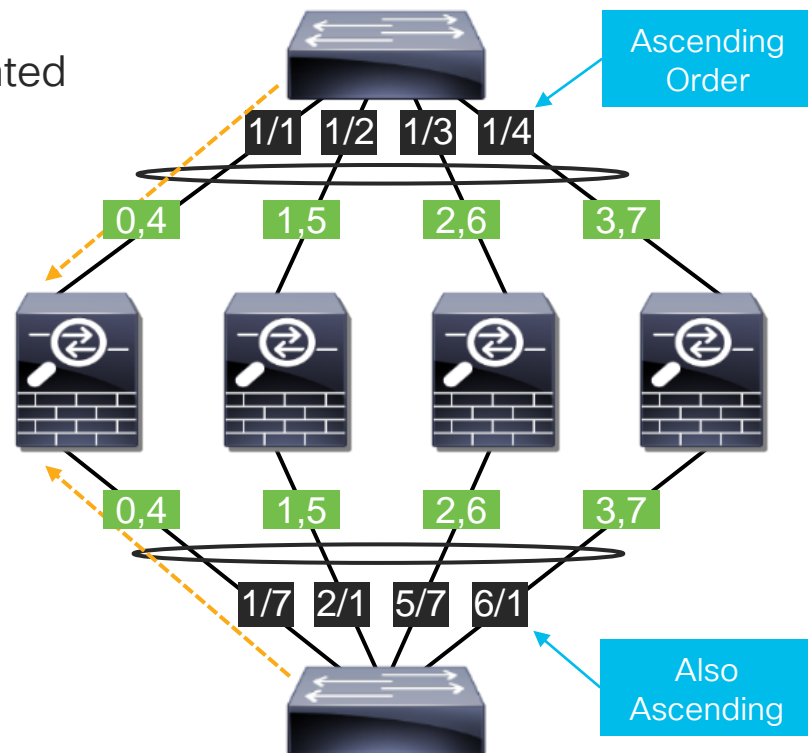 nted
Ascending
Order
1/1 1/2 1/3 1/4
0,4 1,5 2,6 3,7
0,4 1,5 2,6 3,7
1/7 2/1 5/7 6/1
Also
Ascending